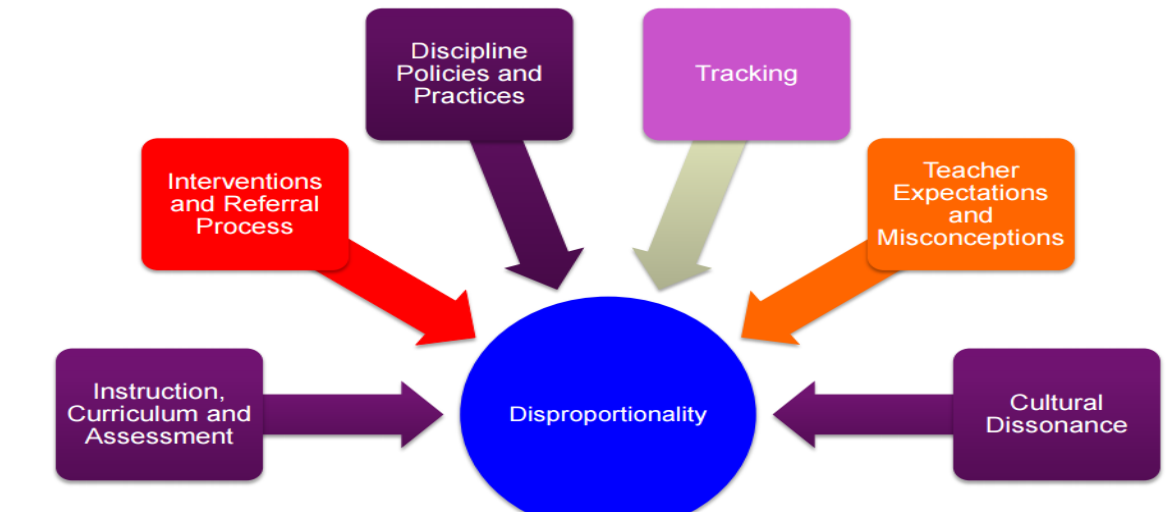 Discipline
Policies and
Practices
Tracking
Interventions
and Referral
Process
Teacher
Expectations
and
Misconceptions
Instruction,
Curriculum and
Assessment
Disproportionality
Cultural
Dissonance